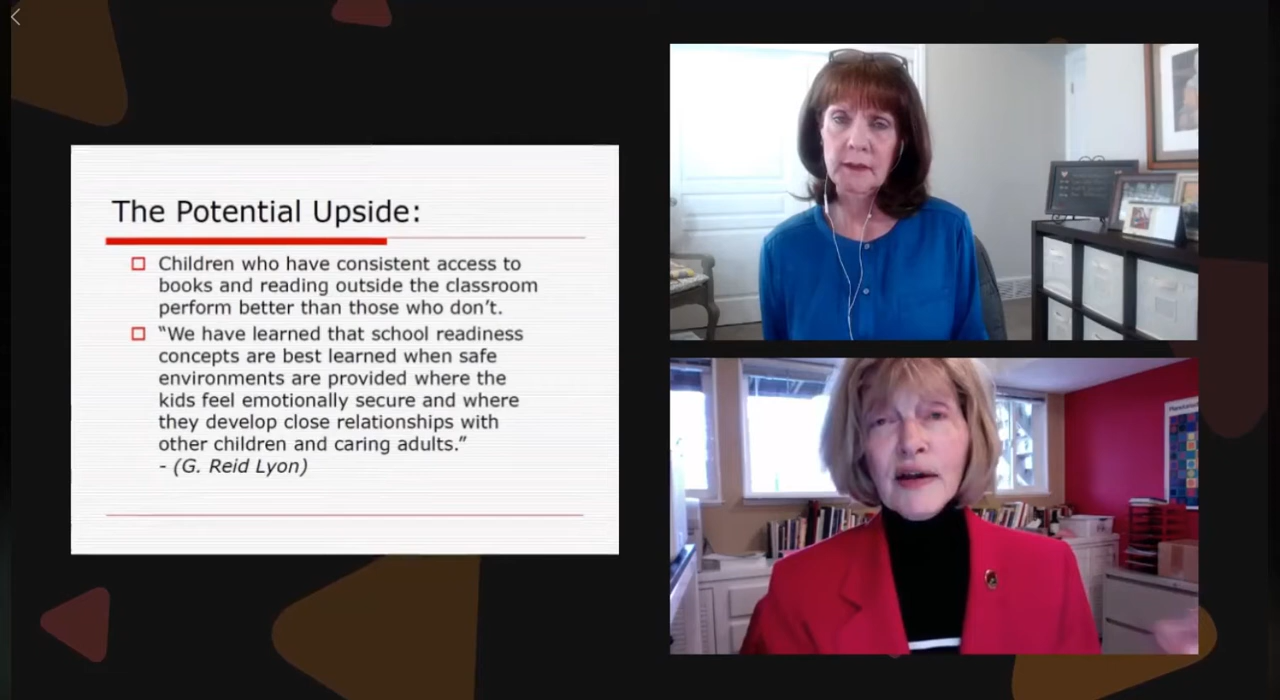 The Potential Upside:
Children who have consistent access to
books and reading outside the classroom
perform better than those who don’t.
“We have learned that school readiness
concepts are best learned when safe
environments are provided where the
kids feel emotionally secure and where
they develop close relationships with
other children and caring adults.”
- (G. Reid Lyon)